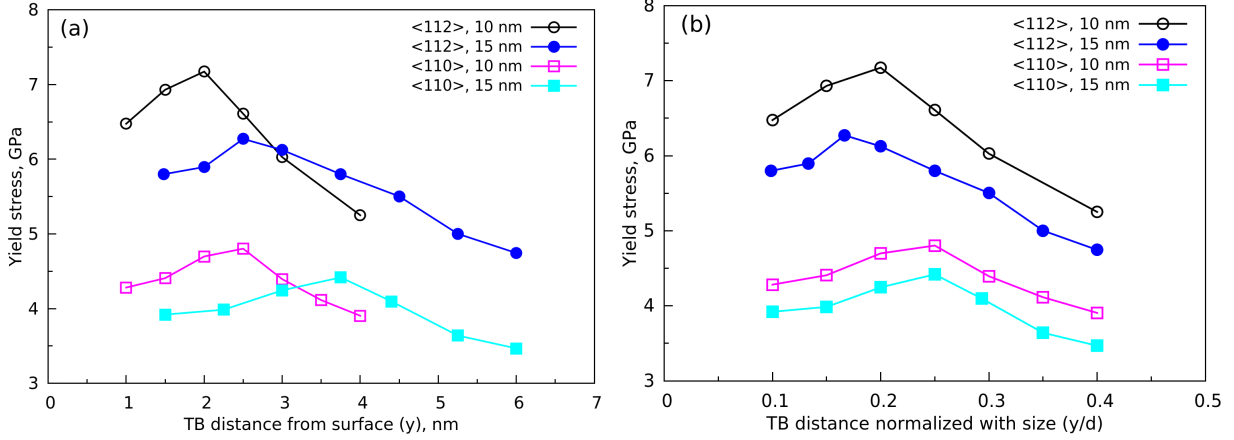 (a)
<112>, 10 nm
<112>, 15 nm
<110>, 10 nm
<110>, 15 nm
8
7
6
5
4
3
Yield stress, GPa
0 1 2 3 4 5 6 7
TB distance from surface (y), nm
(b)
<112>, 10 nm
<112>, 15 nm
<110>, 10 nm
<110>, 15 nm
8
7
6
5
4
3
Yield stress, GPa
0 0.1 0.2 0.3 0.4 0.5
TB distance normalized with size (y/d)